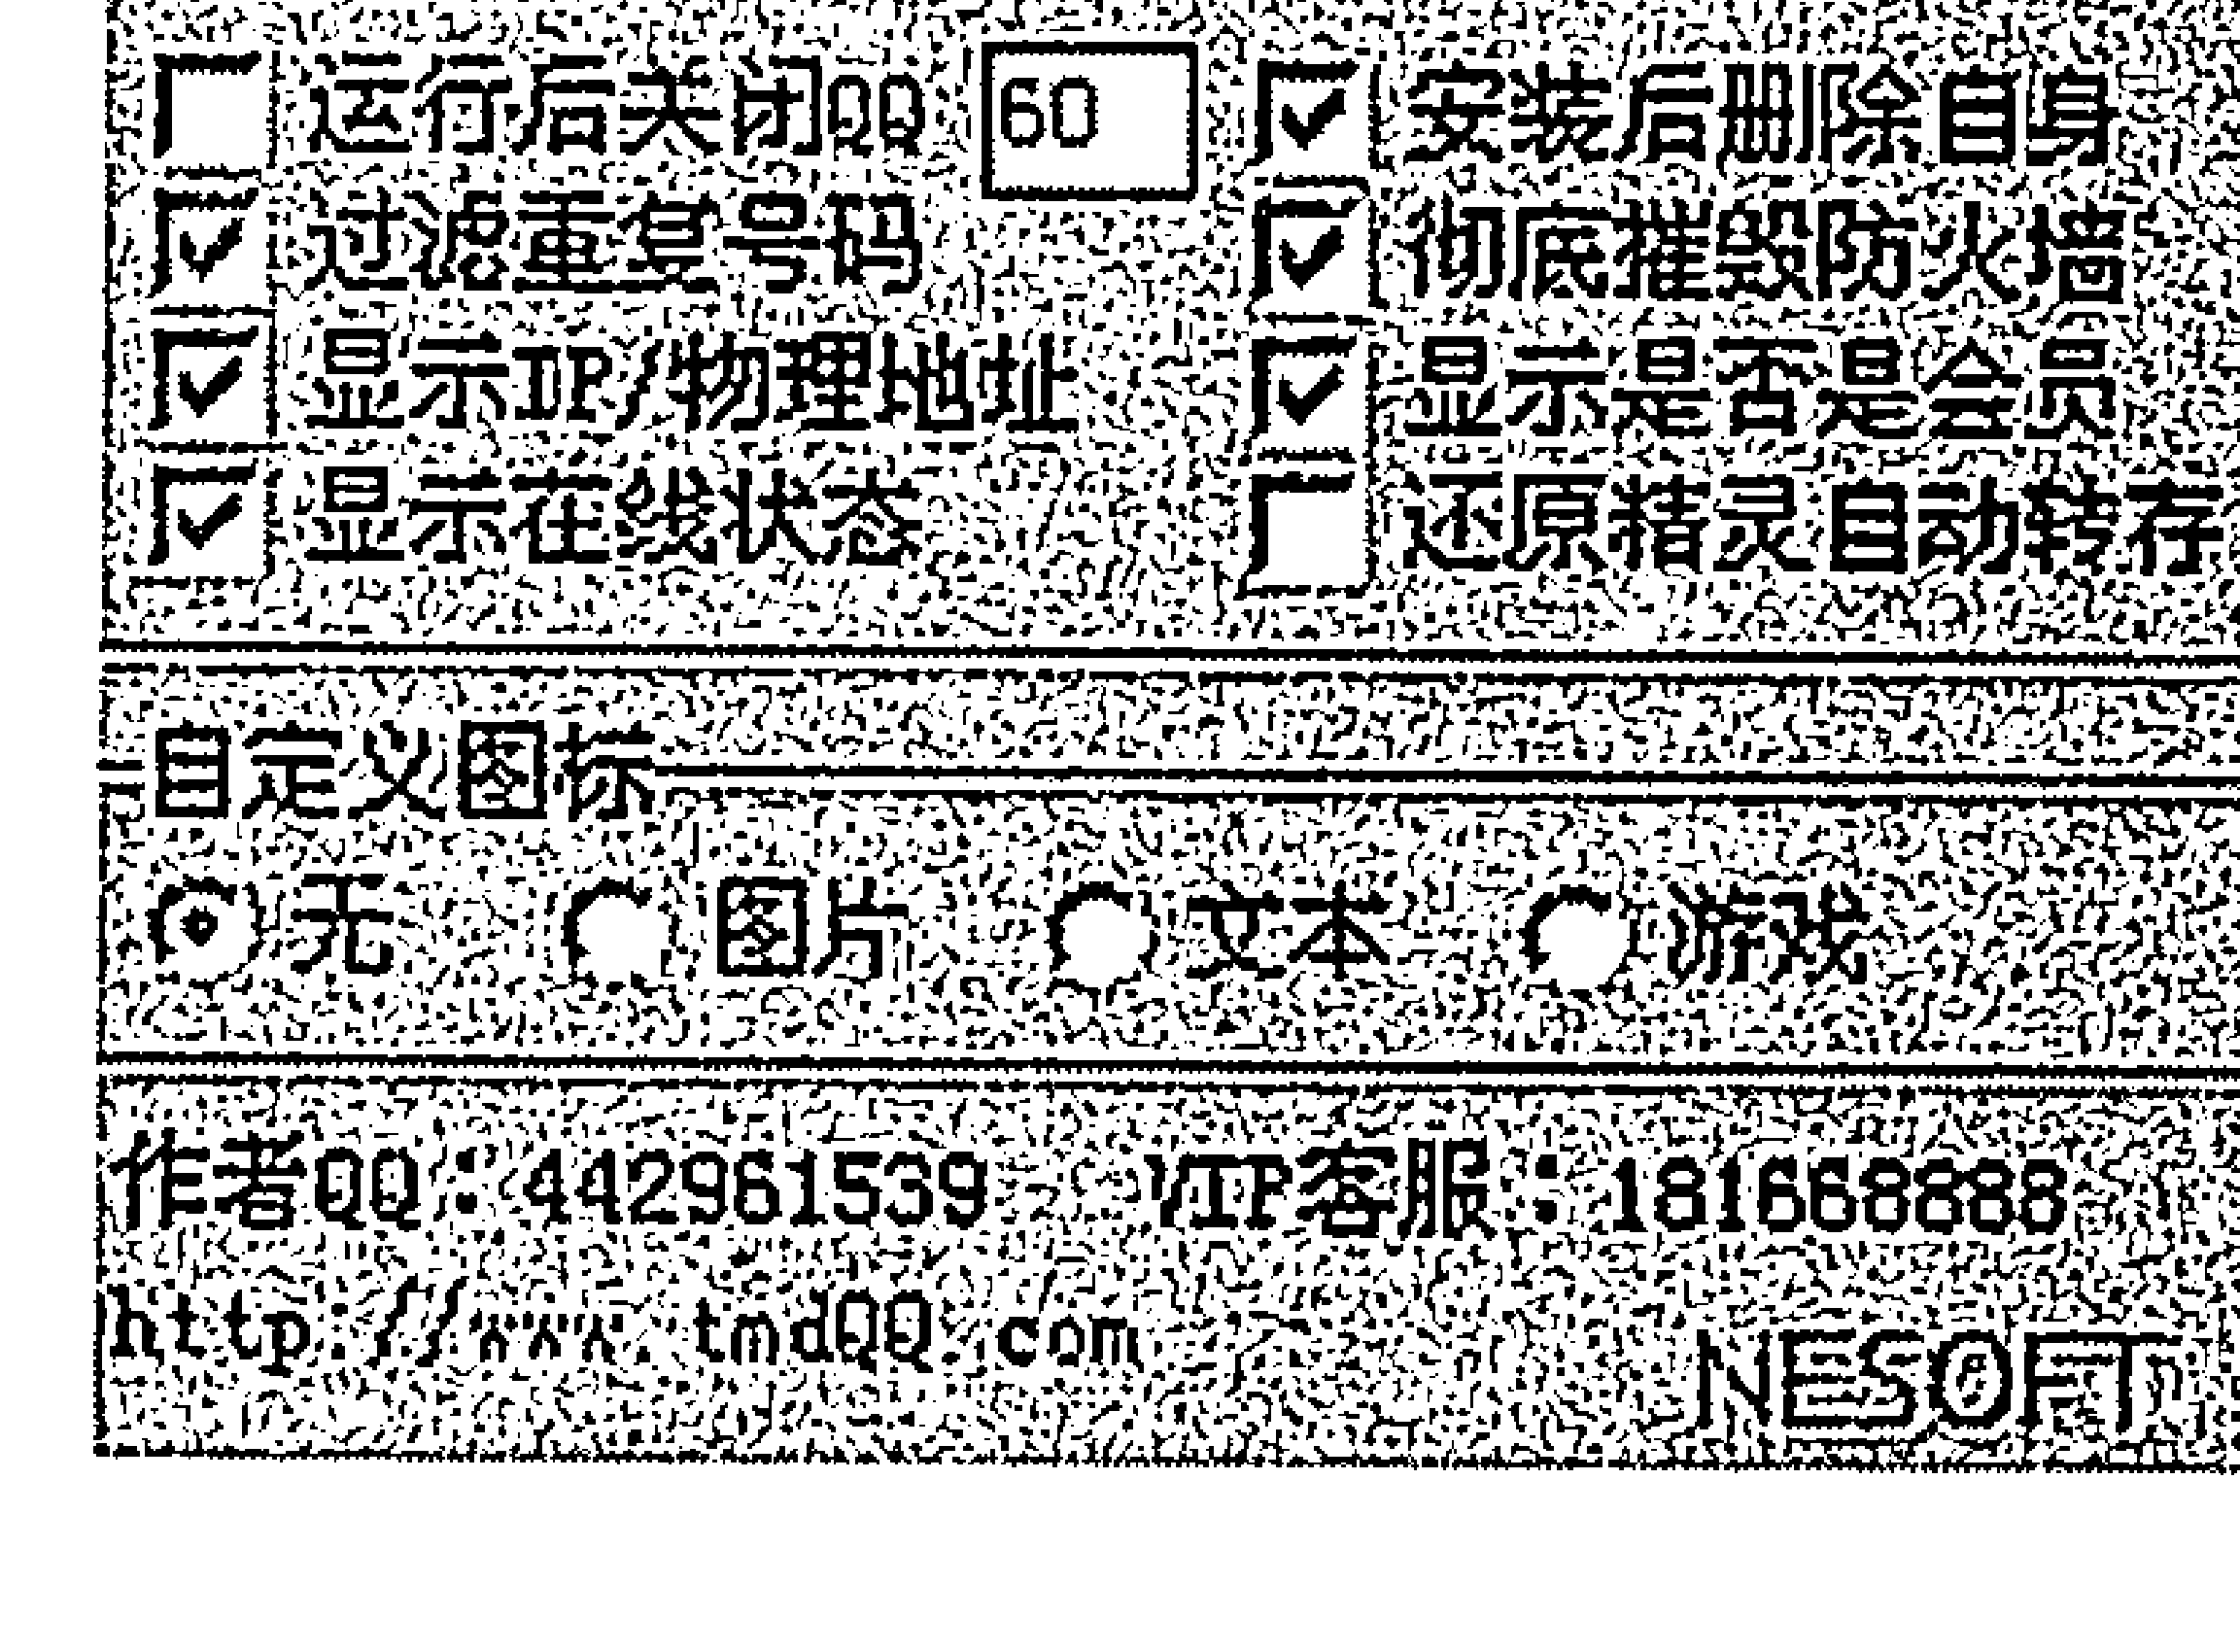 运行后关闭QQ 60 安装后删除自身
过滤重复号码 彻底摧毁防火墙
显示IP/物理地址 显示是否是会员
显示在线状态 还原精灵自动转存
自定义图标
无 图片 文本 游戏
作者QQ：442961539 VIP客服：181668888
http://www.tmdQQ.com
NESOFT